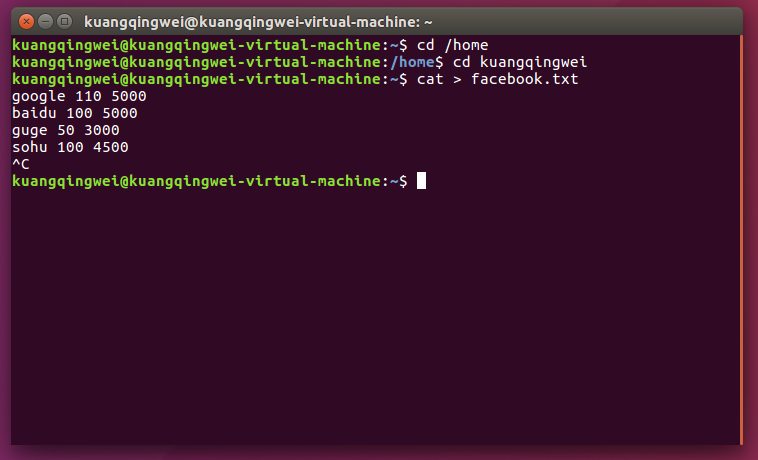 kuangqingwei@kuangqingwei-virtual-machine: ~
kuangqingwei@kuangqingwei-virtual-machine:~$ cd /home
kuangqingwei@kuangqingwei-virtual-machine:/home$ cd kuangqingwei
kuangqingwei@kuangqingwei-virtual-machine:~$ cat > facebook.txt
google 110 5000
baidu 100 5000
guge 50 3000
sohu 100 4500
^C
kuangqingwei@kuangqingwei-virtual-machine:~$